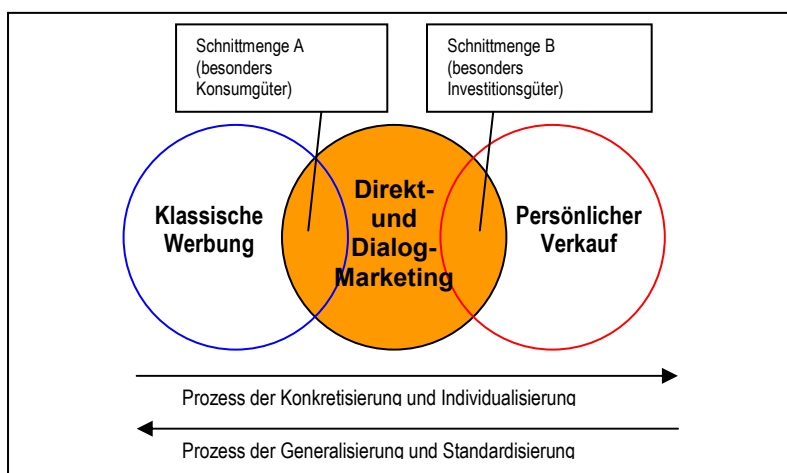 Schnittmenge A
(besonders
Konsumgüter)
Schnittmenge B
(besonders
Investitionsgüter)
Klassische
Werbung
Direkt-
und
Dialog-
Marketing
Persönlicher
Verkauf
Prozess der Konkretisierung und Individualisierung
Prozess der Generalisierung und Standardisierung